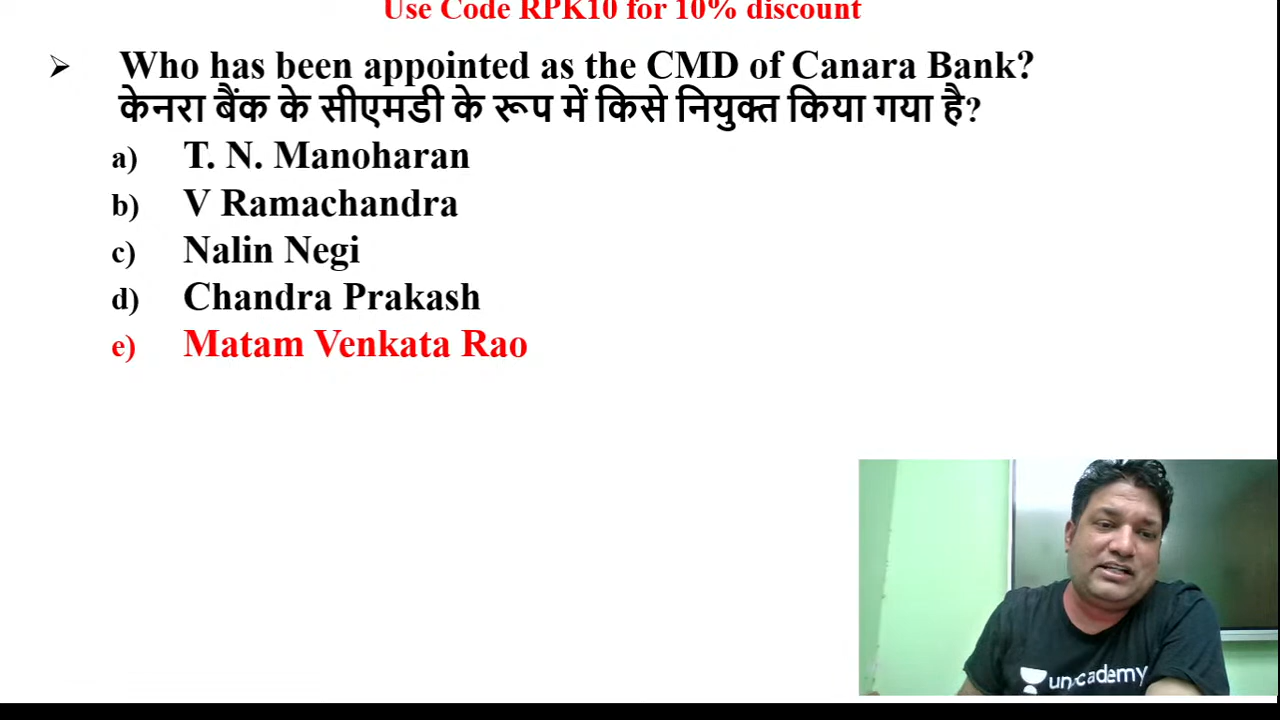 Use Code RPK10 for 10% discount
➢ Who has been appointed as the CMD of Canara Bank?
केनरा बैंक के सीएमडी के रूप में किसे नियुक्त किया गया है?
a) T. N. Manoharan
b) V Ramachandra
c) Nalin Negi
d) Chandra Prakash
e) Matam Venkata Rao
unacademy